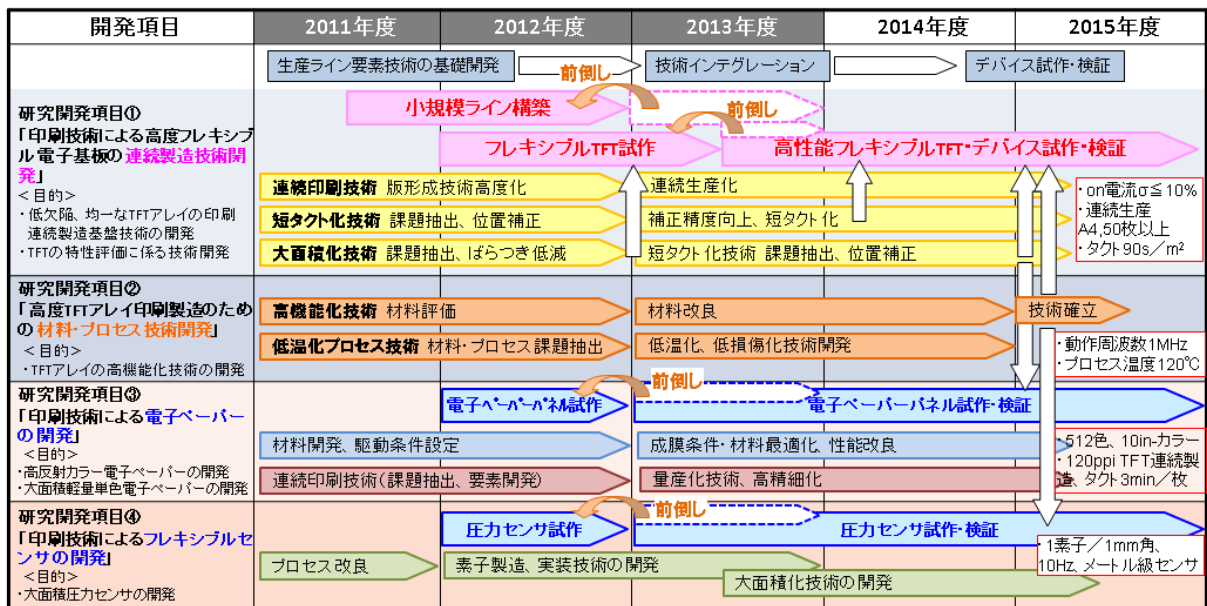 開発項目
2011年度
2012年度
2013年度
2014年度
2015年度
生産ライン要素技術の基礎開発
技術インテグレーション
デバイス試作・検証
前倒し
小規模ライン構築
前倒し
研究開発項目①
「印刷技術による高度フレキシブ
ル電子基板の連続製造技術開
発」
<目的>
・低欠陥、均一なTFTアレイの印刷
連続製造基盤技術の開発
・TFTの特性評価に係る技術開発
フレキシブルTFT試作
高性能フレキシブルTFT・デバイス試作・検証
連続印刷技術 版形成技術高度化
連続生産化
短タクト化技術 課題抽出、位置補正
補正精度向上、短タクト化
大面積化技術 課題抽出、ばらつき低減
短タクト化技術 課題抽出、位置補正
・on電流σ≦10%
・連続生産
A4,50枚以上
・タクト90s/m²
研究開発項目②
「高度TFTアレイ印刷製造のため
の材料・プロセス技術開発」
<目的>
・TFTアレイの高機能化技術の開発
高機能化技術 材料評価
材料改良
技術確立
低温化プロセス技術 材料・プロセス課題抽出
低温化、低損傷化技術開発
・動作周波数1MHz
・プロセス温度120℃
研究開発項目③
「印刷技術による電子ペーパー
の開発」
<目的>
・高反射カラー電子ペーパーの開発
・大面積軽量単色電子ペーパーの開発
前倒し
電子ペーパーパネル試作
電子ペーパーパネル試作・検証
材料開発、駆動条件設定
成膜条件・材料最適化、性能改良
連続印刷技術(課題抽出、要素開発)
量産化技術、高精細化
・512色、10in-カラー
・120ppi TFT連続製
造、タクト3min/枚
研究開発項目④
「印刷技術によるフレキシブルセ
ンサの開発」
<目的>
・大面積圧力センサの開発
前倒し
圧力センサ試作
圧力センサ試作・検証
プロセス改良
素子製造、実装技術の開発
大面積化技術の開発
・1素子/1mm角、
10Hz、メートル級センサ